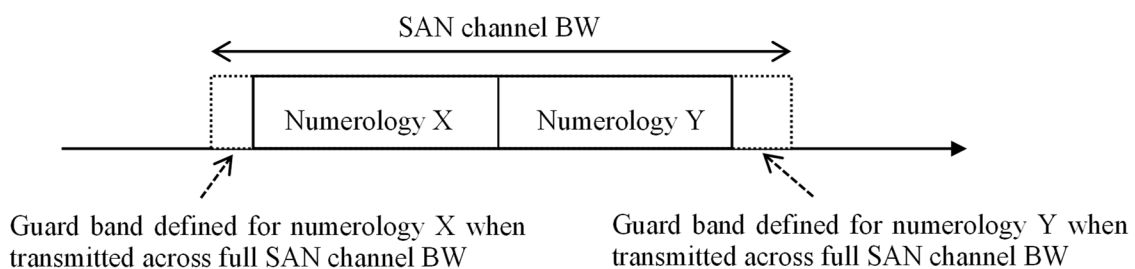 SAN channel BW
Numerology X
Numerology Y
Guard band defined for numerology X when
transmitted across full SAN channel BW
Guard band defined for numerology Y when
transmitted across full SAN channel BW